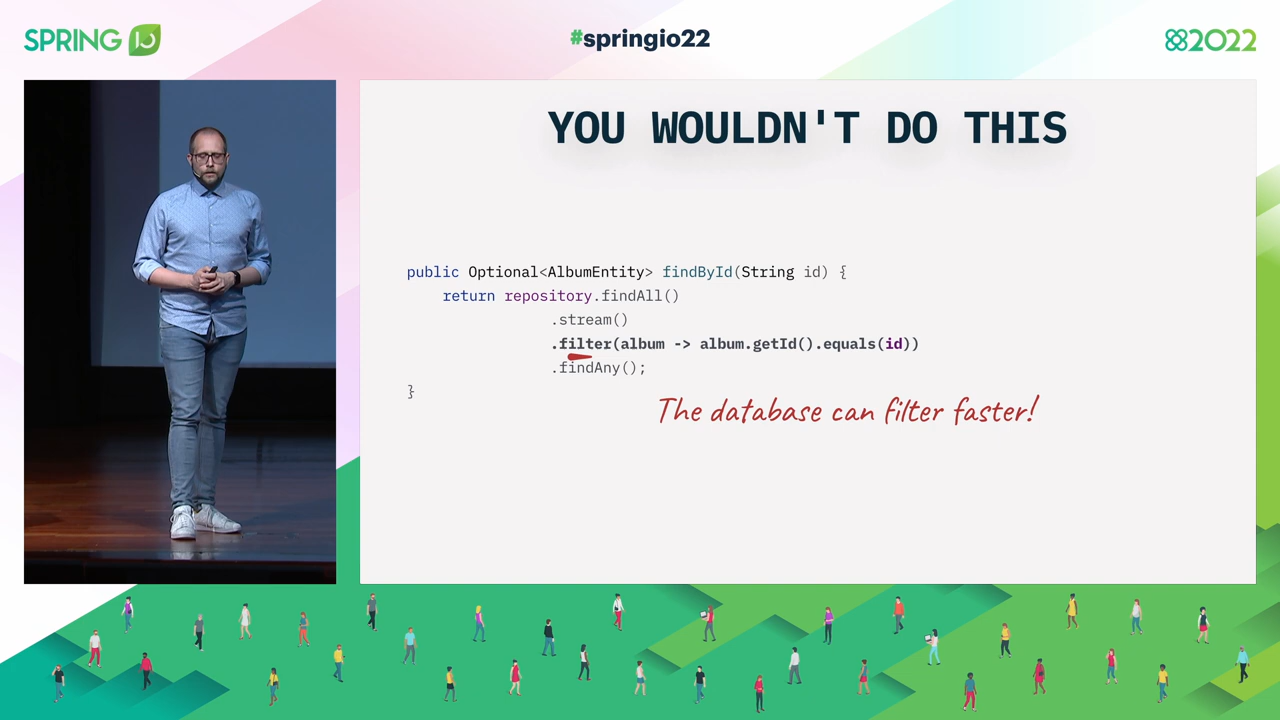 SPRING IO
#springio22
2022
YOU WOULDN'T DO THIS
public Optional<AlbumEntity> findById(String id) {
return repository.findAll()
.stream()
.filter(album -> album.getId().equals(id))
.findAny();
}
The database can filter faster!